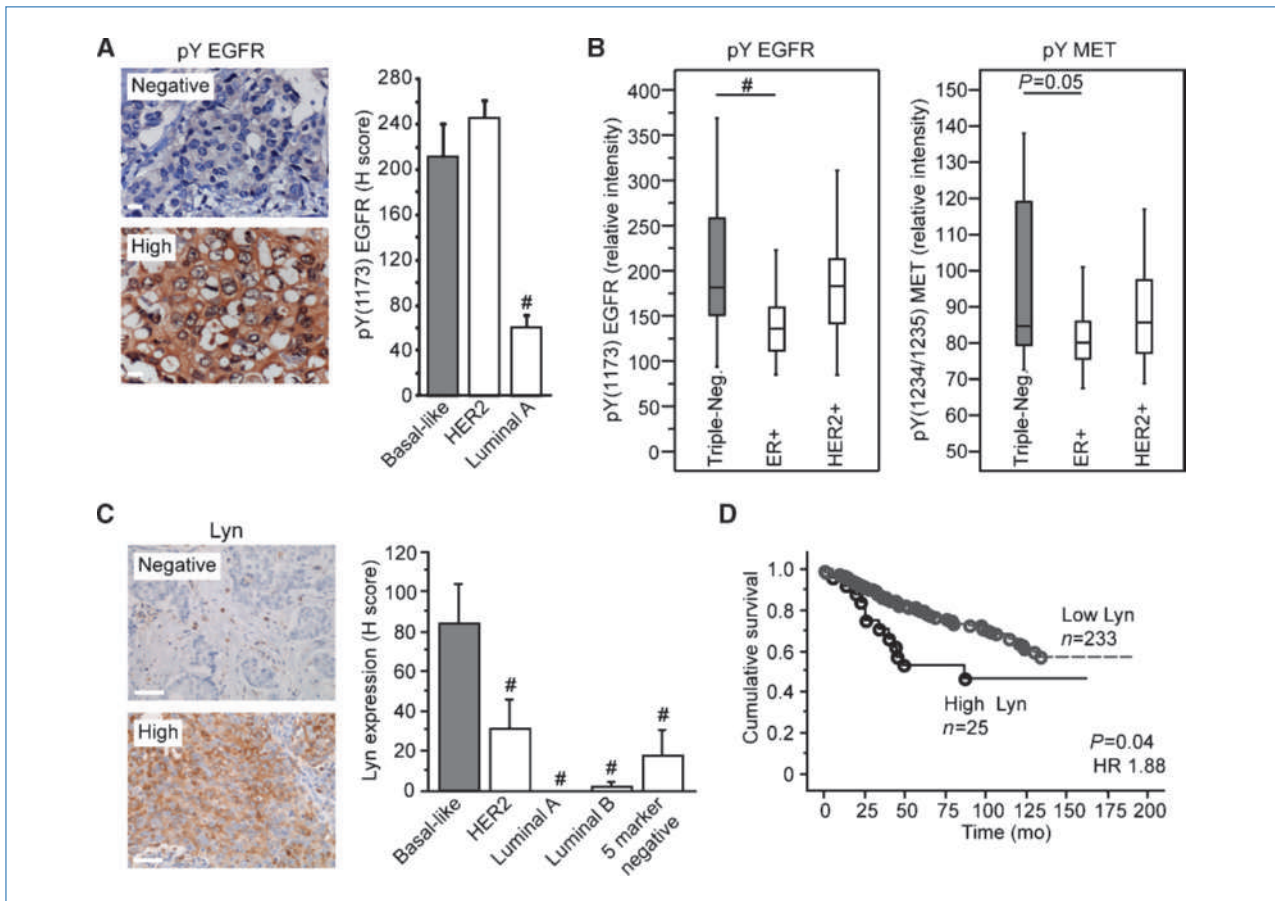 A
pY EGFR
Negative
High
pY(1173) EGFR (H score)
280
240
200
160
120
80
40
0
#
Basal-like
HER2
Luminal A
B
pY EGFR
pY(1173) EGFR (relative intensity)
400
350
300
250
200
150
100
50
0
#
Triple-Neg.
ER+
HER2+
pY MET
pY(1234/1235) MET (relative intensity)
150
140
130
120
110
100
90
80
70
60
50
P=0.05
Triple-Neg.
ER+
HER2+
C
Lyn
Negative
High
Lyn expression (H score)
120
100
80
60
40
20
0
#
#
#
#
Basal-like
HER2
Luminal A
Luminal B
5 marker
negative
D
Cumulative survival
1.0
0.8
0.6
0.4
0.2
0
Low Lyn
n=233
High Lyn
n=25
P=0.04
HR 1.88
0 25 50 75 100 125 150 175 200
Time (mo)